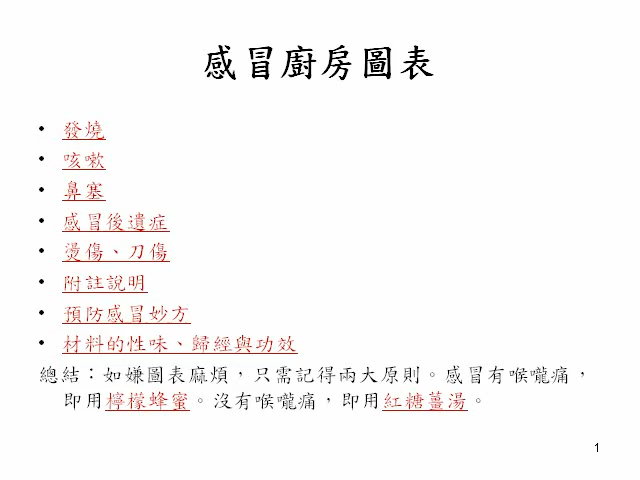 感冒廚房圖表
• 發燒
• 咳嗽
• 鼻塞
• 感冒後遺症
• 燙傷、刀傷
• 附註說明
• 預防感冒妙方
• 材料的性味、歸經與功效
總結：如嫌圖表麻煩，只需記得兩大原則。感冒有喉嚨痛，
即用檸檬蜂蜜。沒有喉嚨痛，即用紅糖薑湯。
1